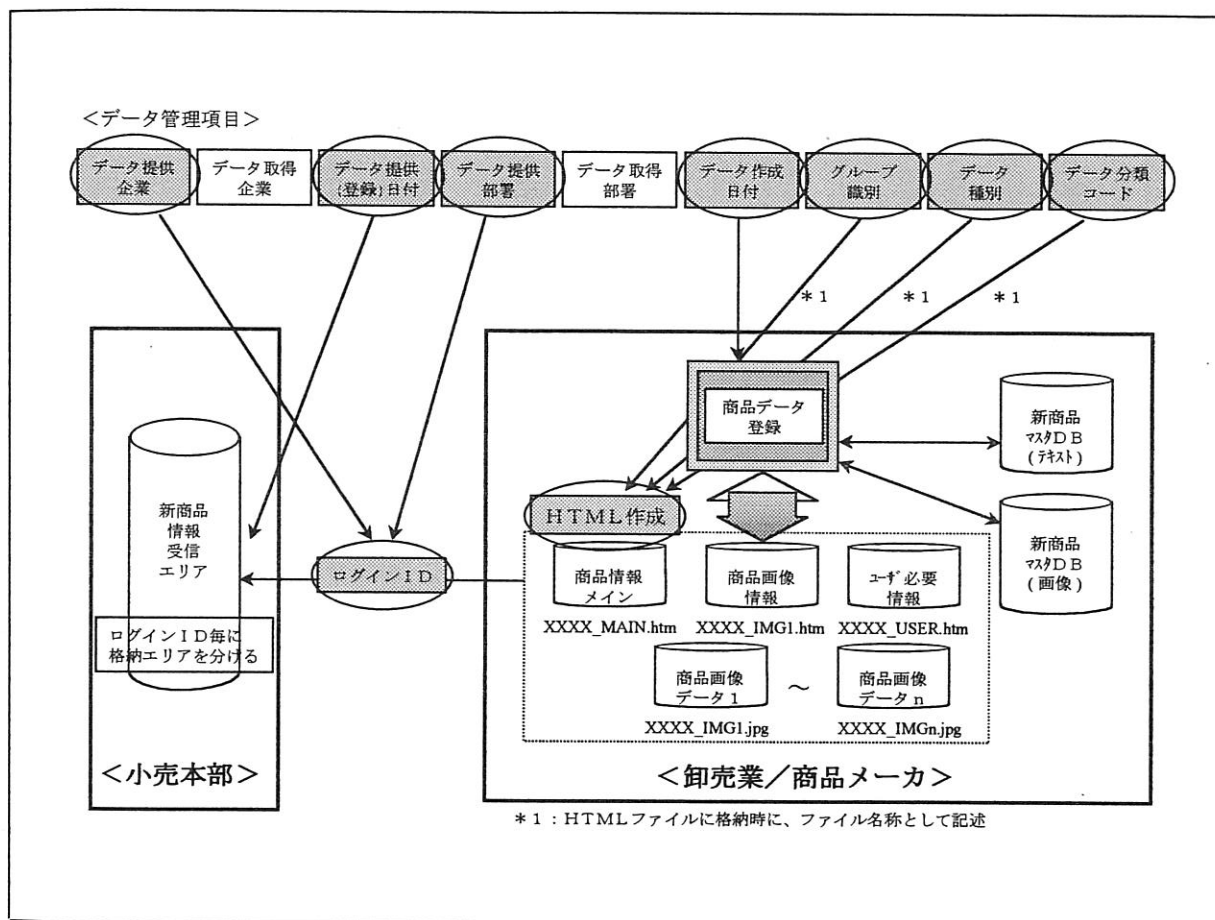 ＜データ管理項目＞
データ提供
企業
データ取得
企業
データ提供
(登録)日付
データ提供
部署
データ取得
部署
データ作成
日付
グループ
識別
データ
種別
データ分類
コード
＊1
＊1
＊1
商品データ
登録
新商品
ﾏｽﾀＤＢ
(ﾃｷｽﾄ)
新商品
情報
受信
エリア
ＨＴＭＬ作成
新商品
ﾏｽﾀＤＢ
(画像)
ログインＩＤ
商品情報
メイン
商品画像
情報
ﾕｰｻﾞ必要
情報
XXXX_MAIN.htm
XXXX_IMG1.htm
XXXX_USER.htm
ログインＩＤ毎に
格納エリアを分ける
商品画像
データ1
～
商品画像
データn
XXXX_IMG1.jpg
XXXX_IMGn.jpg
＜小売本部＞
＜卸売業／商品メーカ＞
＊1：ＨＴＭＬファイルに格納時に、ファイル名称として記述